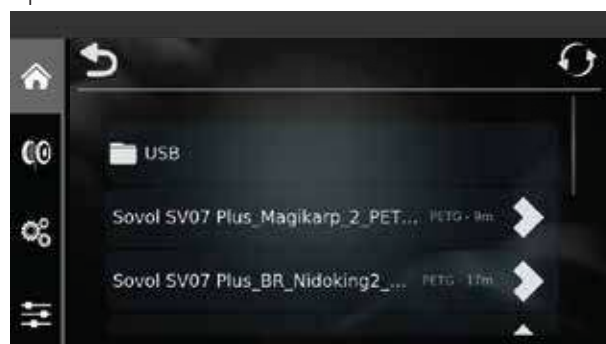 USB
Sovol SV07 Plus_Magikarp_2_PET... PETG - 9m
Sovol SV07 Plus_BR_Nidoking2_... PETG - 17m